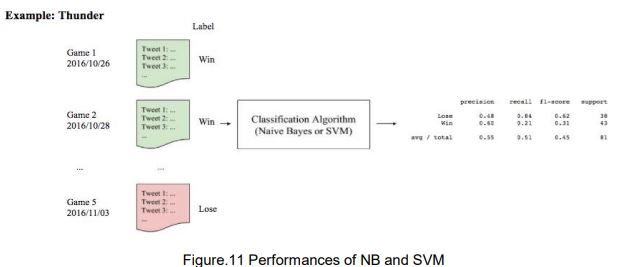 Example: Thunder
Label
Game 1
2016/10/26
Tweet 1: ...
Tweet 2: ...
Tweet 3: ...
...
Win
Game 2
2016/10/28
Tweet 1: ...
Tweet 2: ...
Tweet 3: ...
...
Win
Classification Algorithm
(Naive Bayes or SVM)
precision recall f1-score support
Lose 0.48 0.84 0.62 38
Win 0.60 0.21 0.31 43
avg / total 0.55 0.51 0.45 81
... ...
Game 5
2016/11/03
Tweet 1: ...
Tweet 2: ...
Tweet 3: ...
...
Lose
Figure.11 Performances of NB and SVM